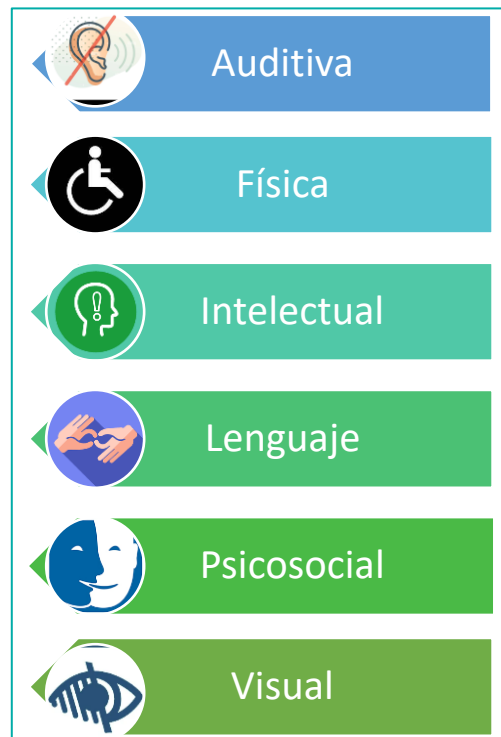 Auditiva
Física
Intelectual
Lenguaje
Psicosocial
Visual